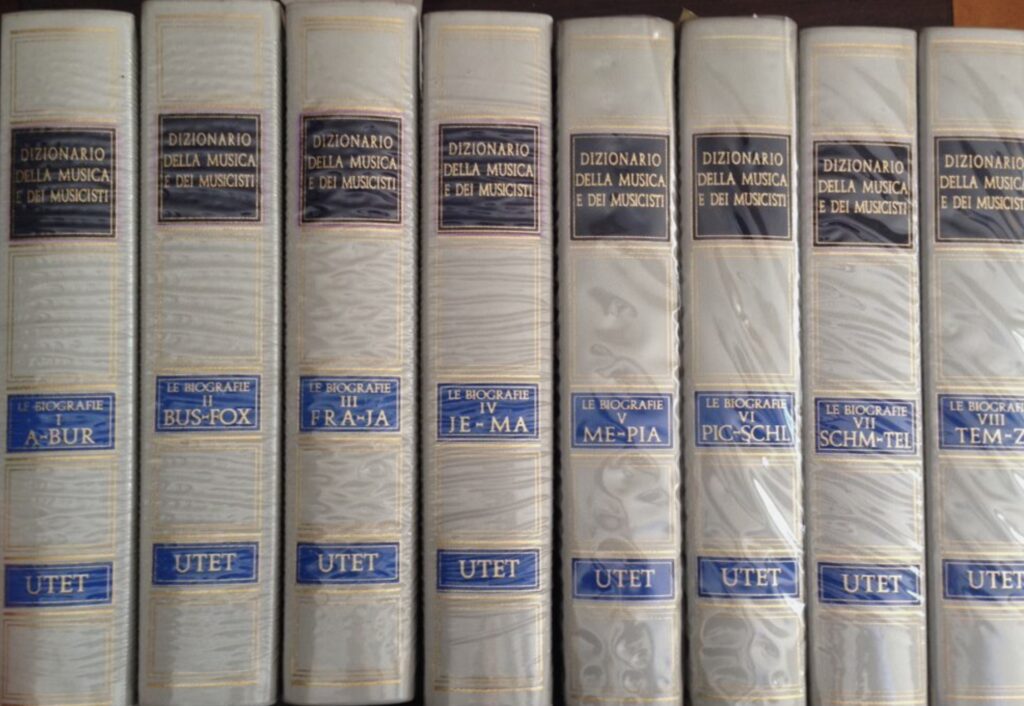 DIZIONARIO
DELLA MUSICA
E DEI MUSICISTI
LE BIOGRAFIE
I
A-BUR
UTET
DIZIONARIO
DELLA MUSICA
E DEI MUSICISTI
LE BIOGRAFIE
II
BUS-FOX
UTET
DIZIONARIO
DELLA MUSICA
E DEI MUSICISTI
LE BIOGRAFIE
III
FRA-JA
UTET
DIZIONARIO
DELLA MUSICA
E DEI MUSICISTI
LE BIOGRAFIE
IV
JE-MA
UTET
DIZIONARIO
DELLA MUSICA
E DEI MUSICISTI
LE BIOGRAFIE
V
ME-PIA
UTET
DIZIONARIO
DELLA MUSICA
E DEI MUSICISTI
LE BIOGRAFIE
VI
PIC-SCHL
UTET
DIZIONARIO
DELLA MUSICA
E DEI MUSICISTI
LE BIOGRAFIE
VII
SCHM-TEL
UTET
DIZIONARIO
DELLA MUSICA
E DEI MUSICISTI
LE BIOGRAFIE
VIII
TEM-Z
UTET